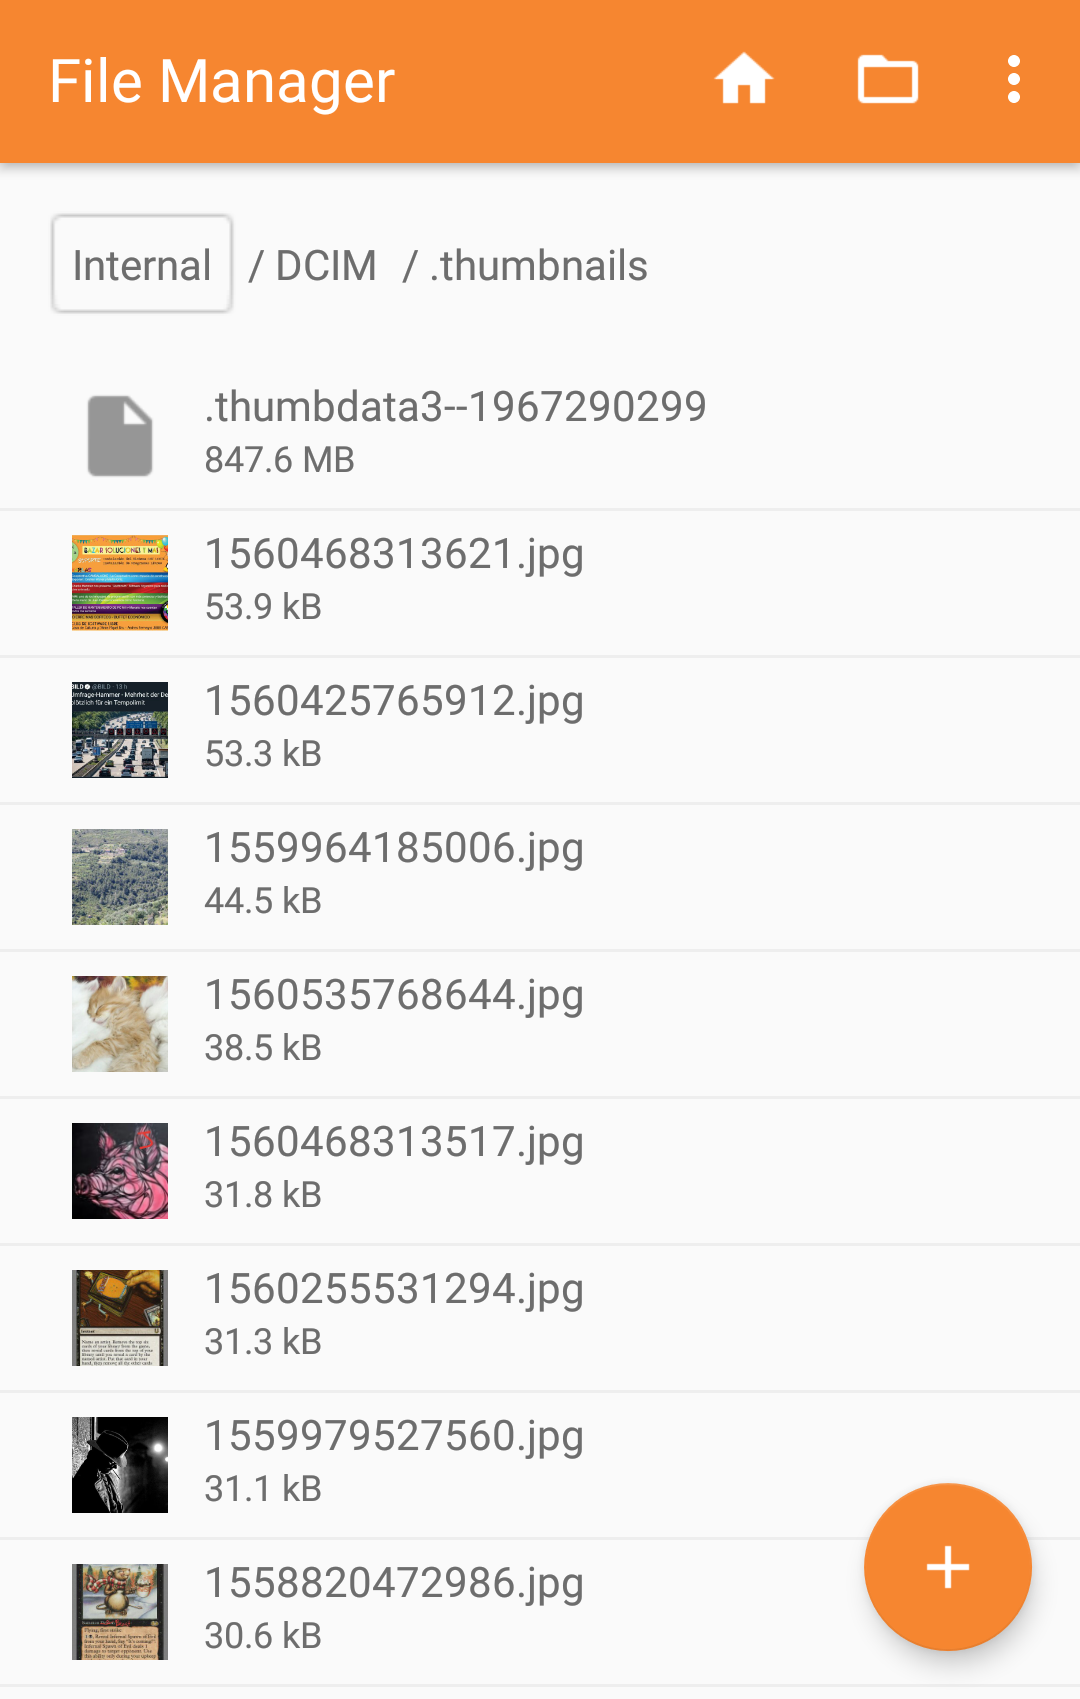 File Manager
Internal / DCIM / .thumbnails
.thumbdata3--1967290299
847.6 MB
1560468313621.jpg
53.9 kB
1560425765912.jpg
53.3 kB
1559964185006.jpg
44.5 kB
1560535768644.jpg
38.5 kB
1560468313517.jpg
31.8 kB
1560255531294.jpg
31.3 kB
1559979527560.jpg
31.1 kB
1558820472986.jpg
30.6 kB